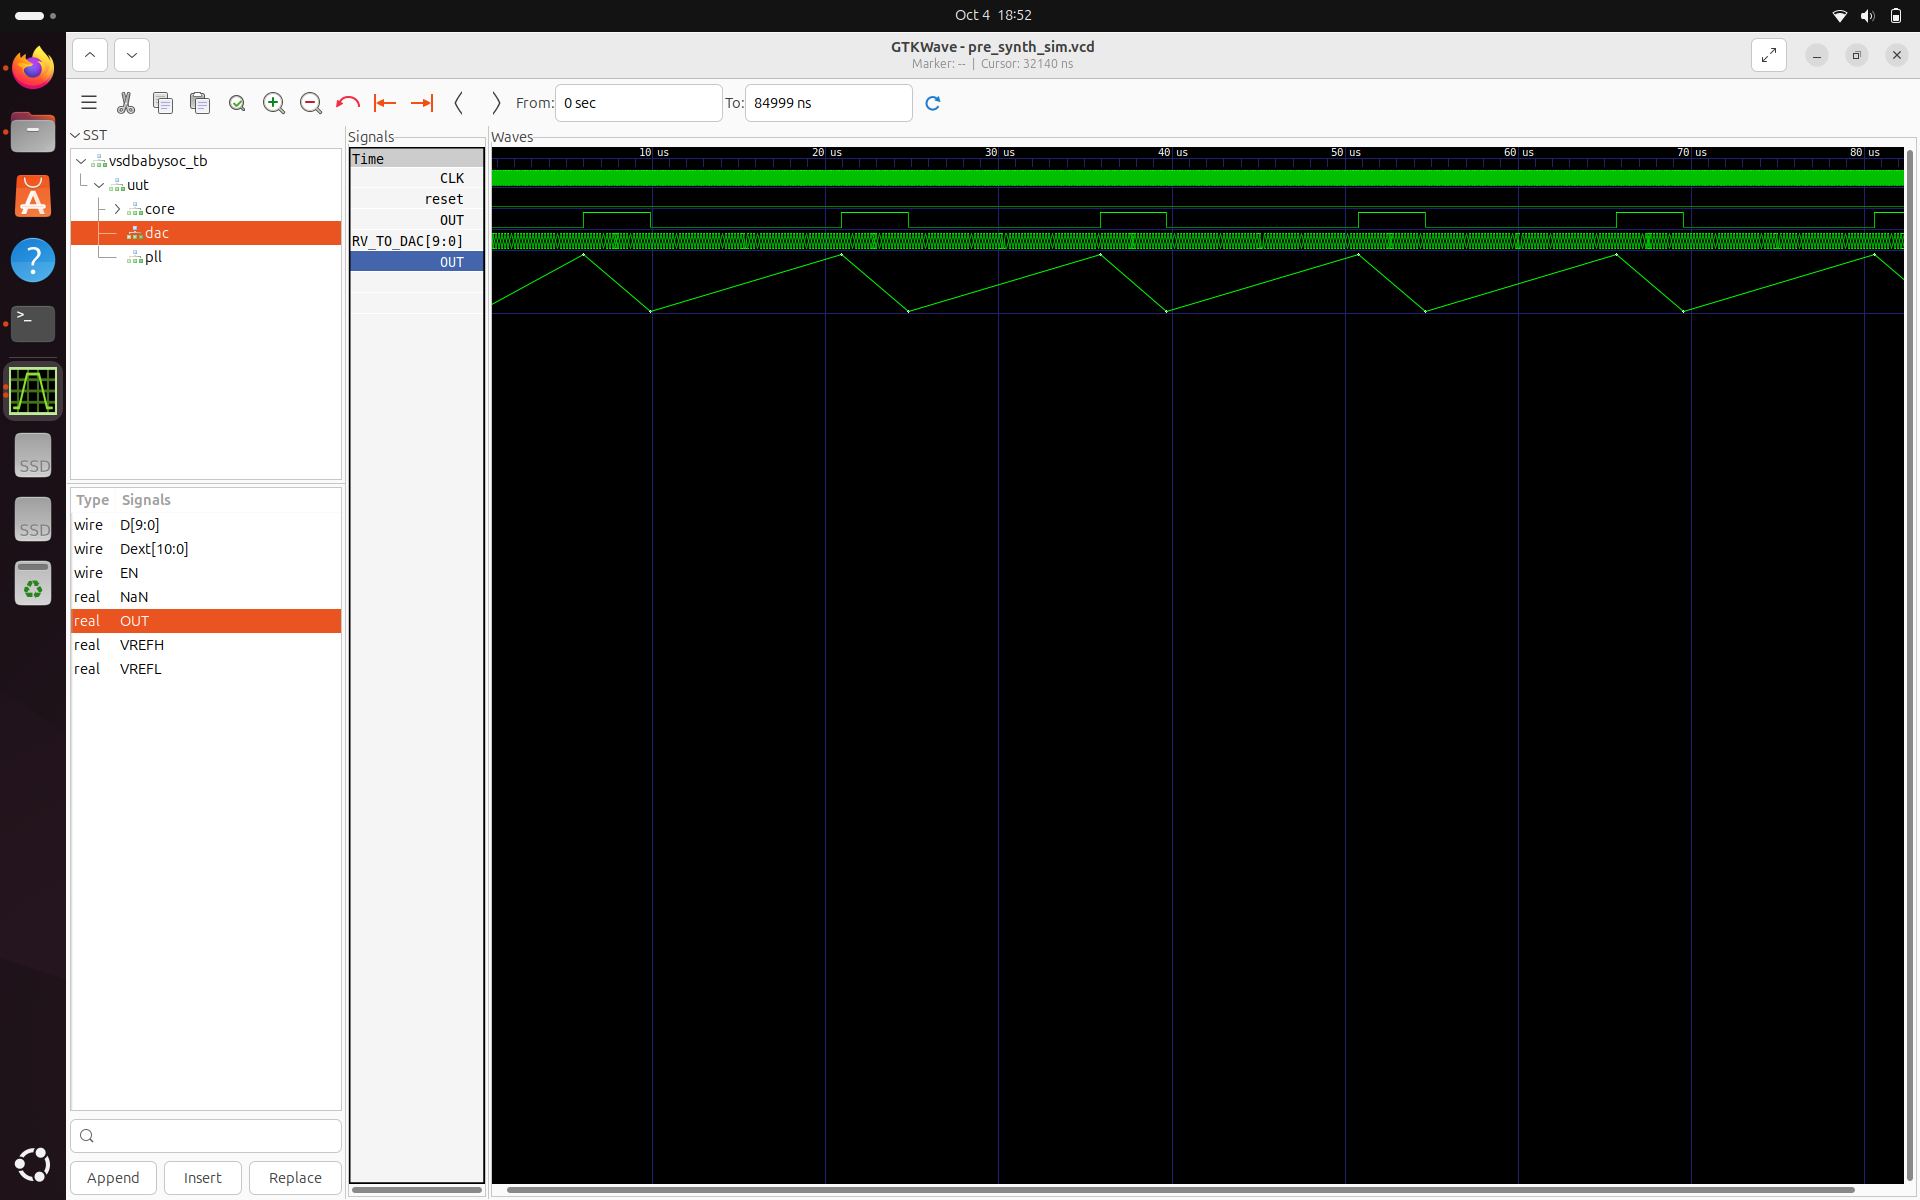 Oct 4 18:52
GTKWave - pre_synth_sim.vcd
Marker: -- | Cursor: 32140 ns
From: 0 sec To: 84999 ns
SST
vsdbabysoc_tb
uut
core
dac
pll
Type Signals
wire D[9:0]
wire Dext[10:0]
wire EN
real NaN
real OUT
real VREFH
real VREFL
Append Insert Replace
Signals
Time
CLK
reset
OUT
RV_TO_DAC[9:0]
OUT
Waves
10 us 20 us 30 us 40 us 50 us 60 us 70 us 80 us
>_
?
SSD
SSD